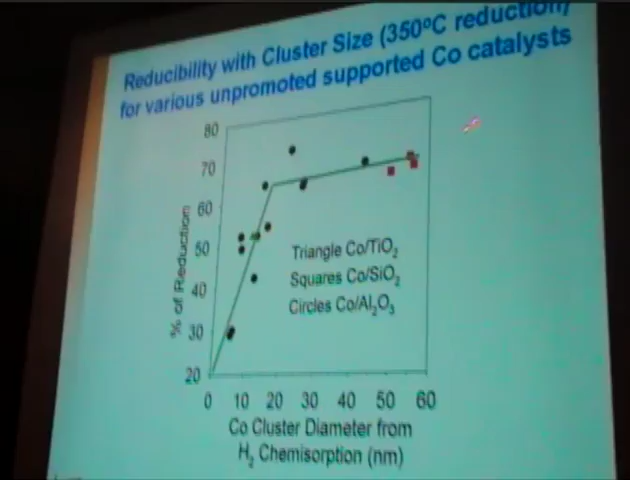 Reducibility with Cluster Size (350ºC reduction)
for various unpromoted supported Co catalysts
80
70
60
50
40
30
20
% of Reduction
Triangle Co/TiO₂
Squares Co/SiO₂
Circles Co/Al₂O₃
0 10 20 30 40 50 60
Co Cluster Diameter from
H₂ Chemisorption (nm)